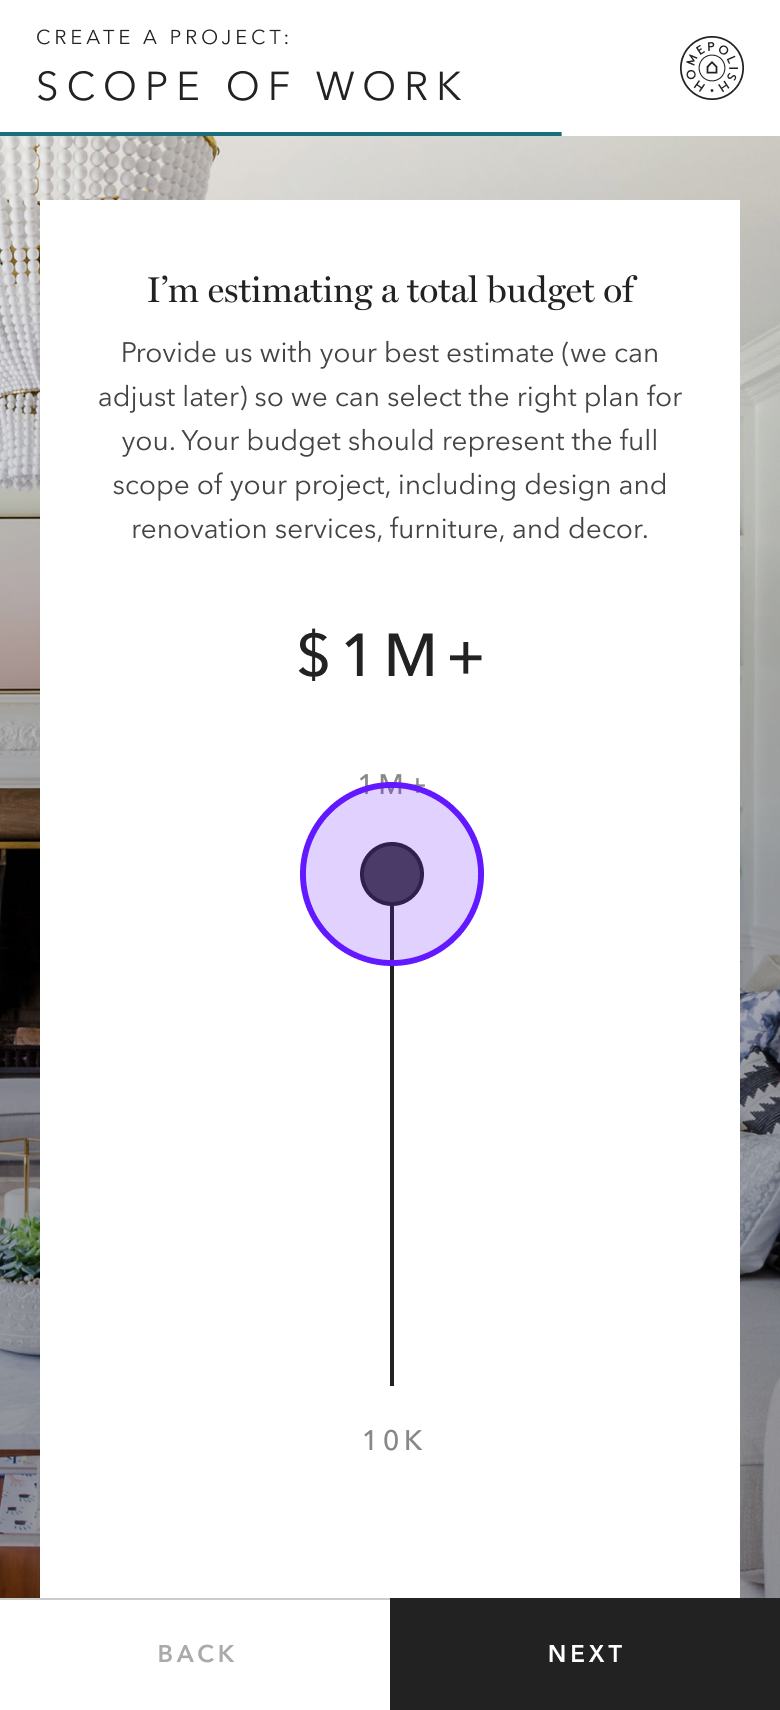 CREATE A PROJECT:
SCOPE OF WORK
HOMEPOLISH
I’m estimating a total budget of
Provide us with your best estimate (we can
adjust later) so we can select the right plan for
you. Your budget should represent the full
scope of your project, including design and
renovation services, furniture, and decor.
$1M+
1M+
10K
BACK
NEXT